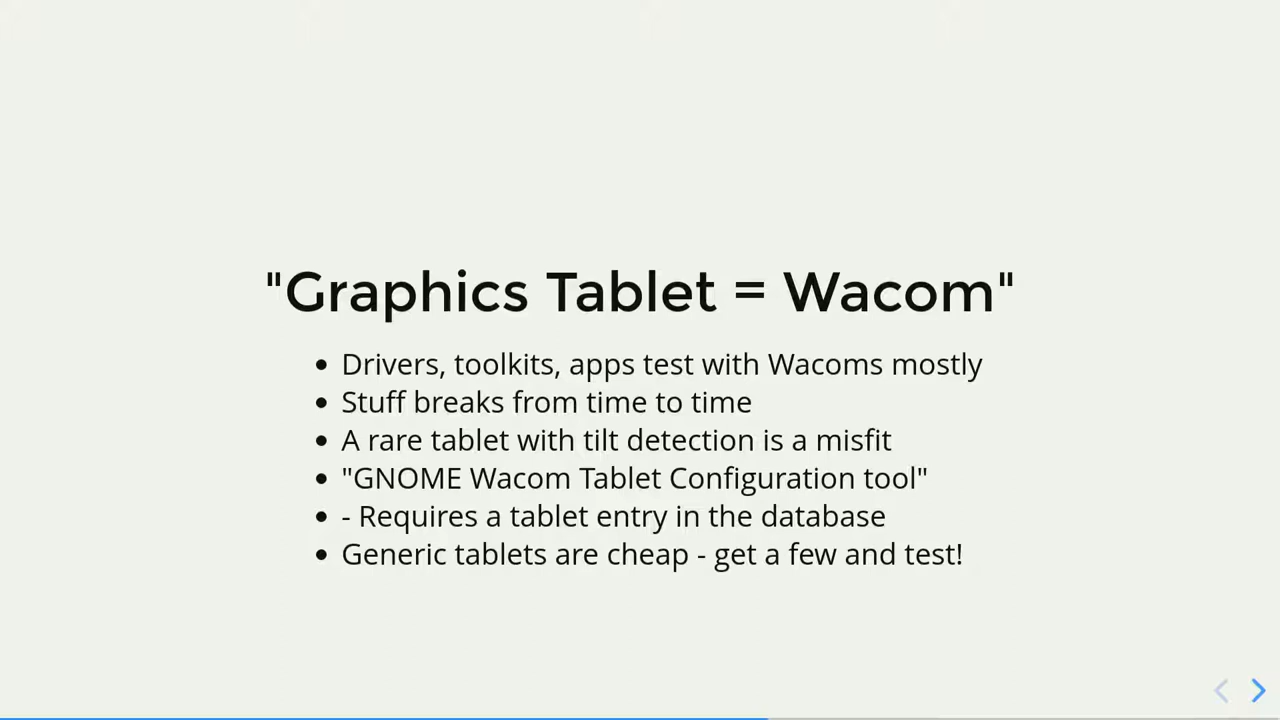 "Graphics Tablet = Wacom"
• Drivers, toolkits, apps test with Wacoms mostly
• Stuff breaks from time to time
• A rare tablet with tilt detection is a misfit
• "GNOME Wacom Tablet Configuration tool"
• - Requires a tablet entry in the database
• Generic tablets are cheap - get a few and test!